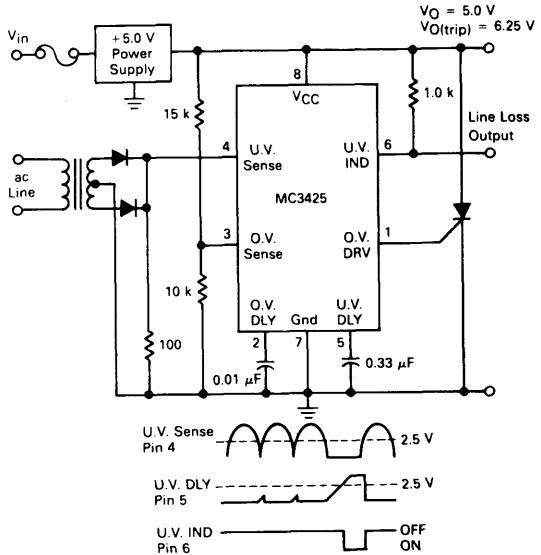 VO = 5.0 V
VO(trip) = 6.25 V
Vin
+5.0 V
Power
Supply
8
VCC
15 k
1.0 k
Line Loss
Output
4
U.V.
Sense
U.V.
IND
6
ac
Line
MC3425
3
O.V.
Sense
O.V.
DRV
1
10 k
O.V.
DLY
Gnd
U.V.
DLY
2
7
5
100
0.01 μF
0.33 μF
U.V. Sense
Pin 4
2.5 V
U.V. DLY
Pin 5
2.5 V
U.V. IND
Pin 6
OFF
ON